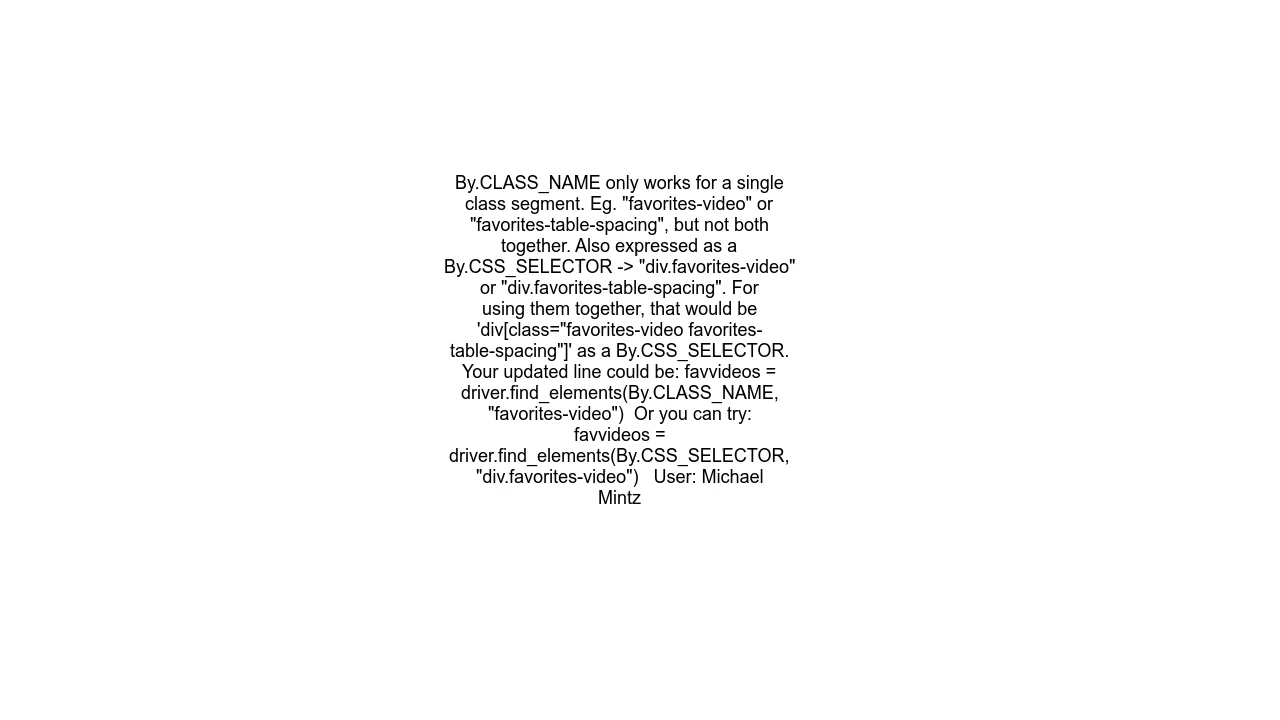 By.CLASS_NAME only works for a single
class segment. Eg. "favorites-video" or
"favorites-table-spacing", but not both
together. Also expressed as a
By.CSS_SELECTOR -> "div.favorites-video"
or "div.favorites-table-spacing". For
using them together, that would be
'div[class="favorites-video favorites-
table-spacing"]' as a By.CSS_SELECTOR.
Your updated line could be: favvideos =
driver.find_elements(By.CLASS_NAME,
"favorites-video")  Or you can try:
favvideos =
driver.find_elements(By.CSS_SELECTOR,
"div.favorites-video")   User: Michael
Mintz